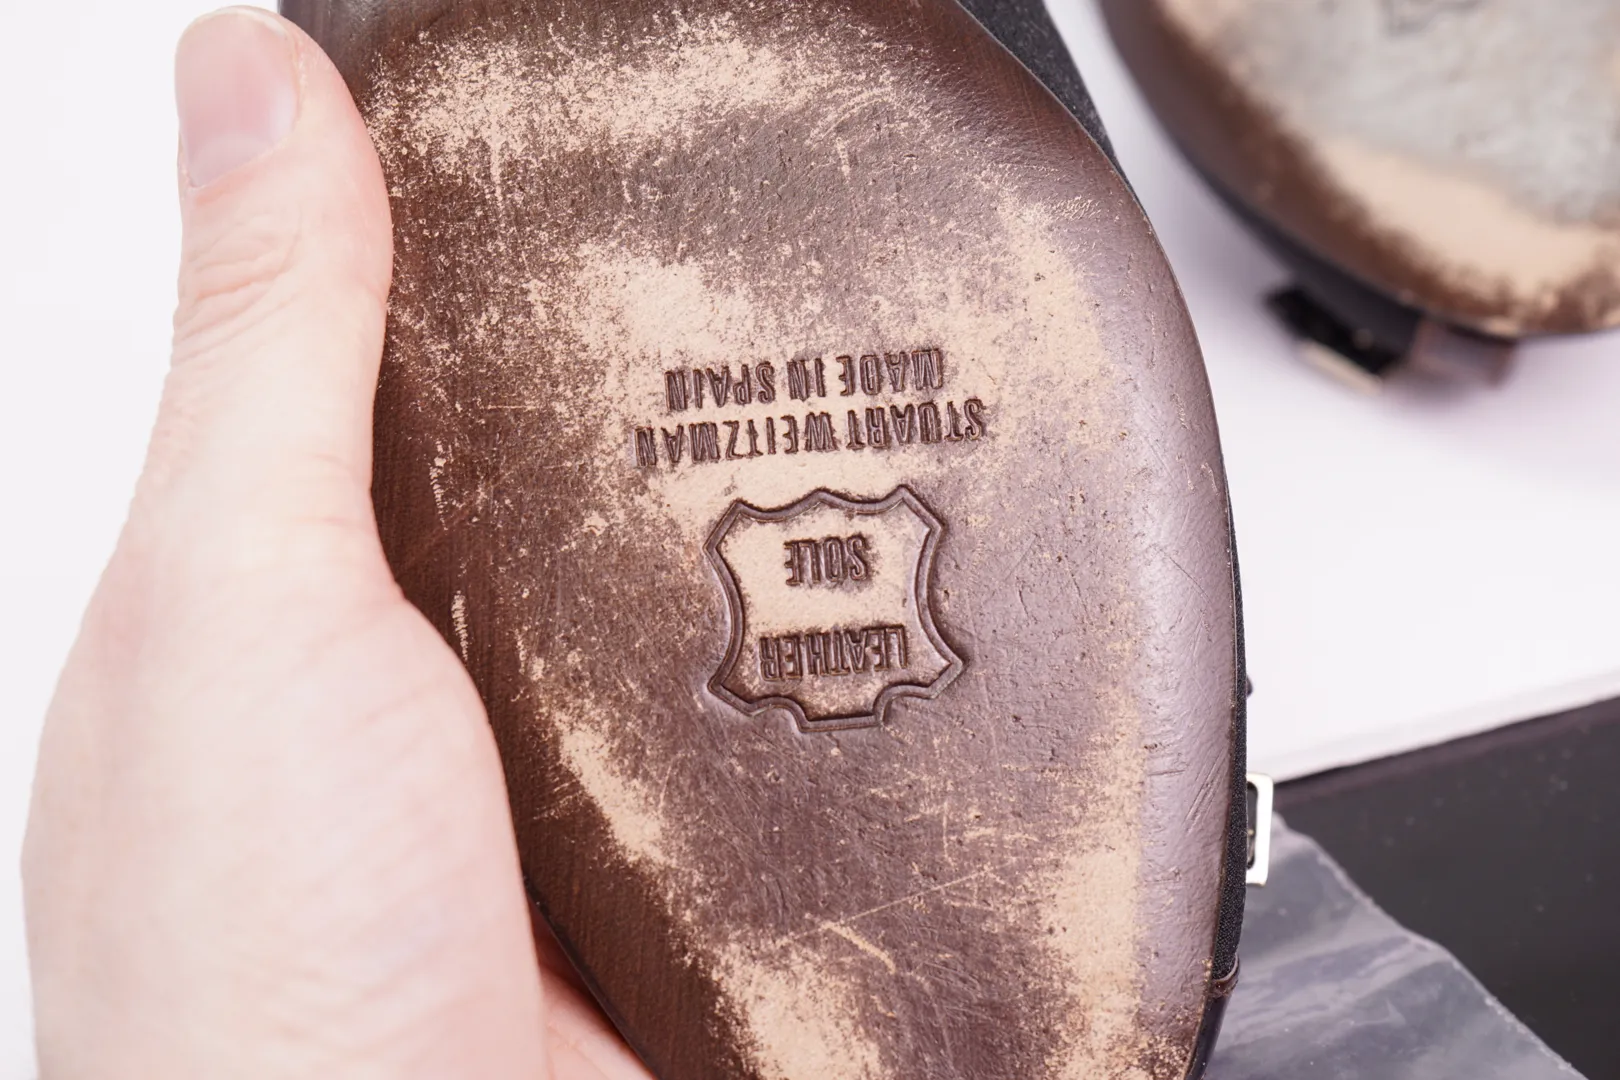 LEATHER
SOLE
STUART WEITZMAN
MADE IN SPAIN